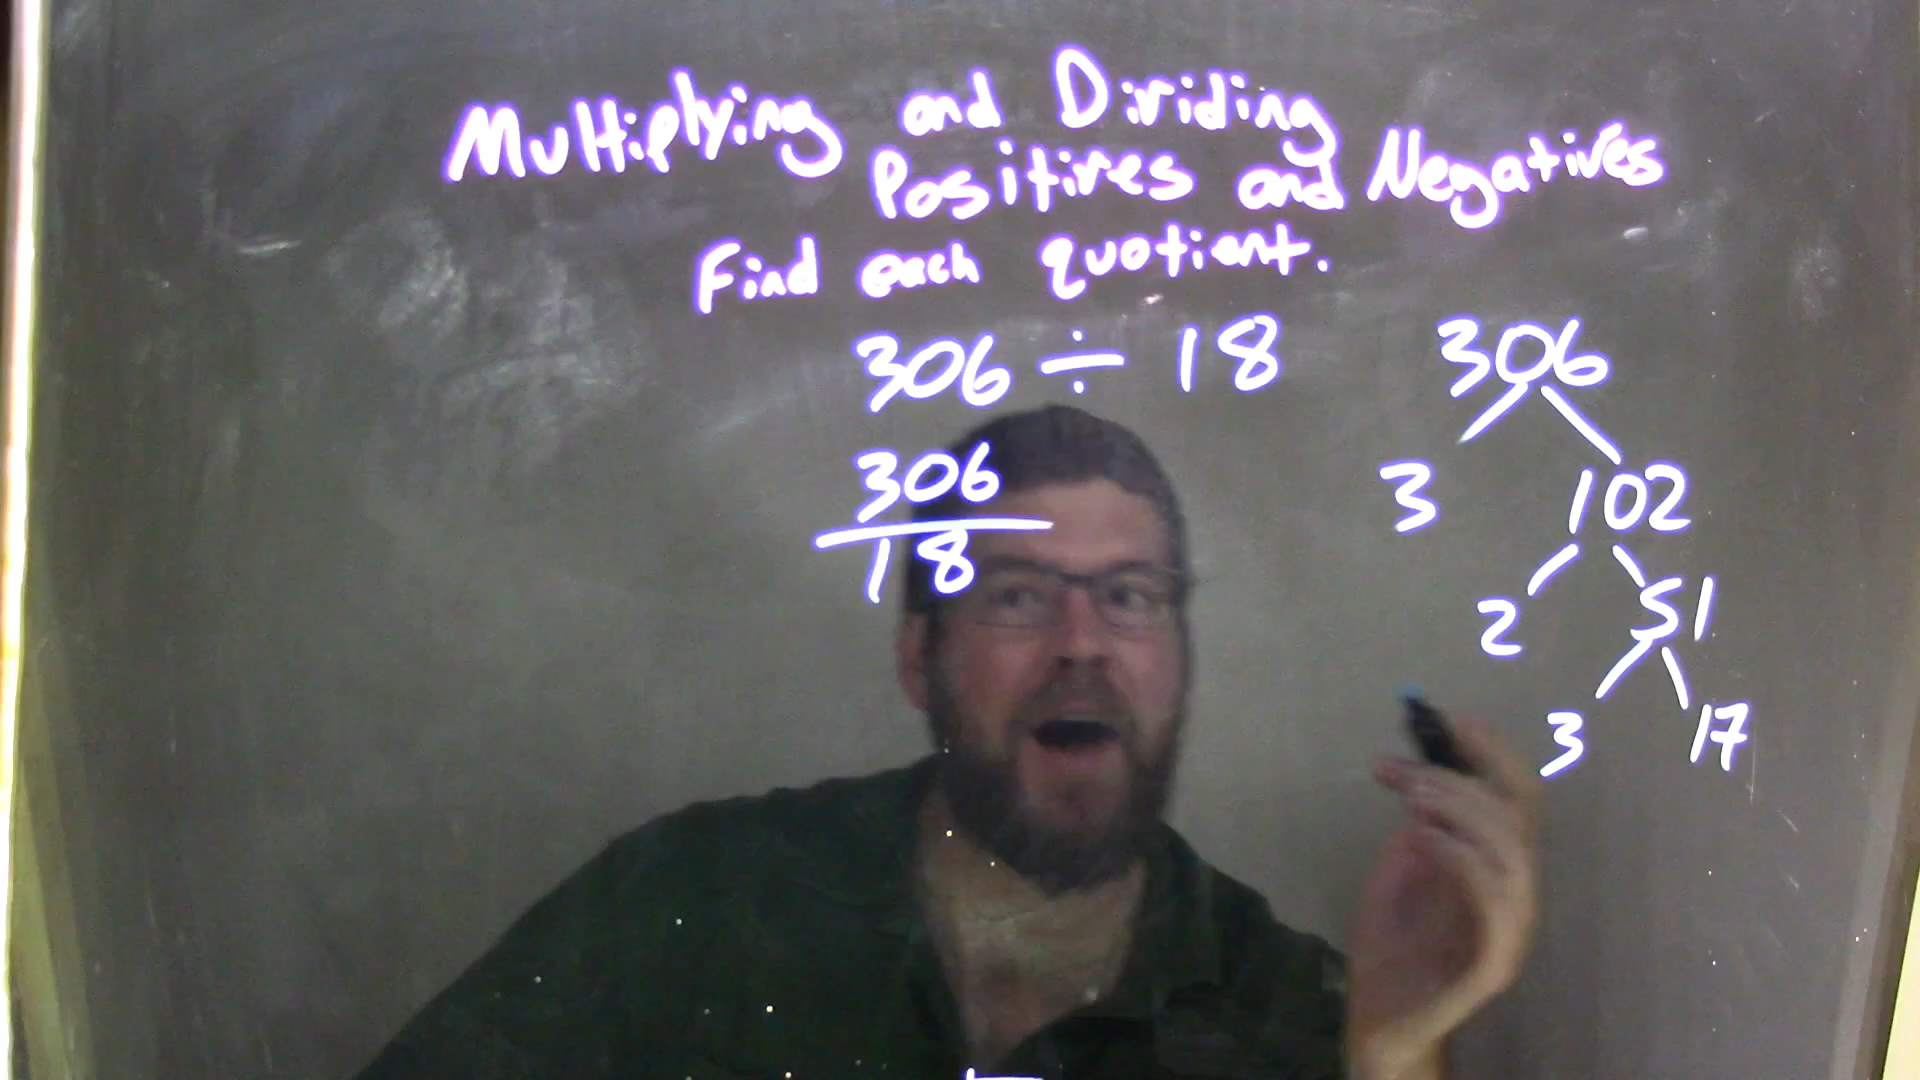 Multiplying and Dividing
Positives and Negatives
Find each quotient.
306 ÷ 18
306
18
306
3 102
2 51
3 17